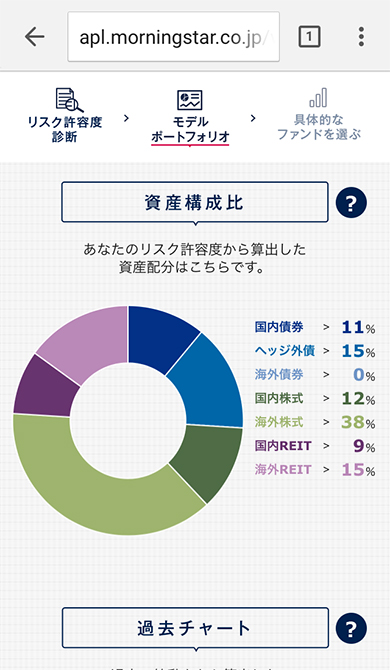 apl.morningstar.co.jp/
1
リスク許容度
診断
モデル
ポートフォリオ
具体的な
ファンドを選ぶ
資産構成比
?
あなたのリスク許容度から算出した
資産配分はこちらです。
国内債券 > 11%
ヘッジ外債 > 15%
海外債券 > 0%
国内株式 > 12%
海外株式 > 38%
国内REIT > 9%
海外REIT > 15%
過去チャート
?